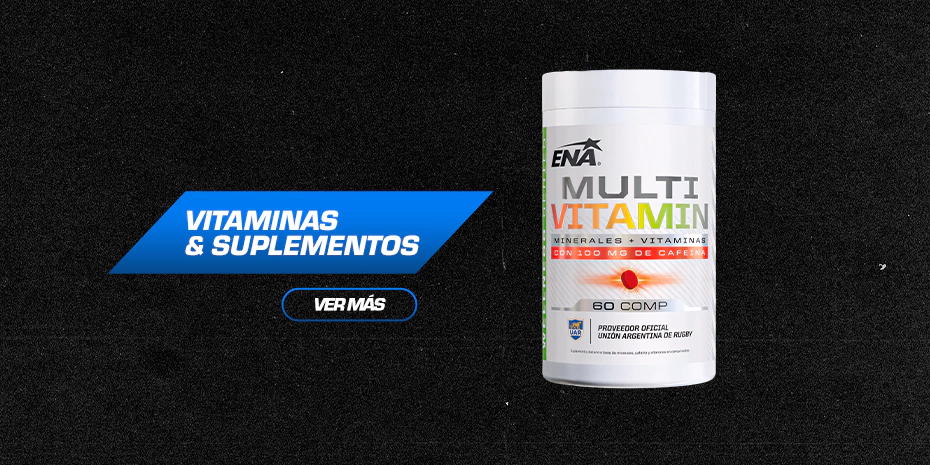 VITAMINAS
& SUPLEMENTOS
VER MÁS
ENA
MULTI
VITAMIN
MINERALES + VITAMINAS
CON 100 MG DE CAFEÍNA
60 COMP
UAR
PROVEEDOR OFICIAL
UNIÓN ARGENTINA DE RUGBY